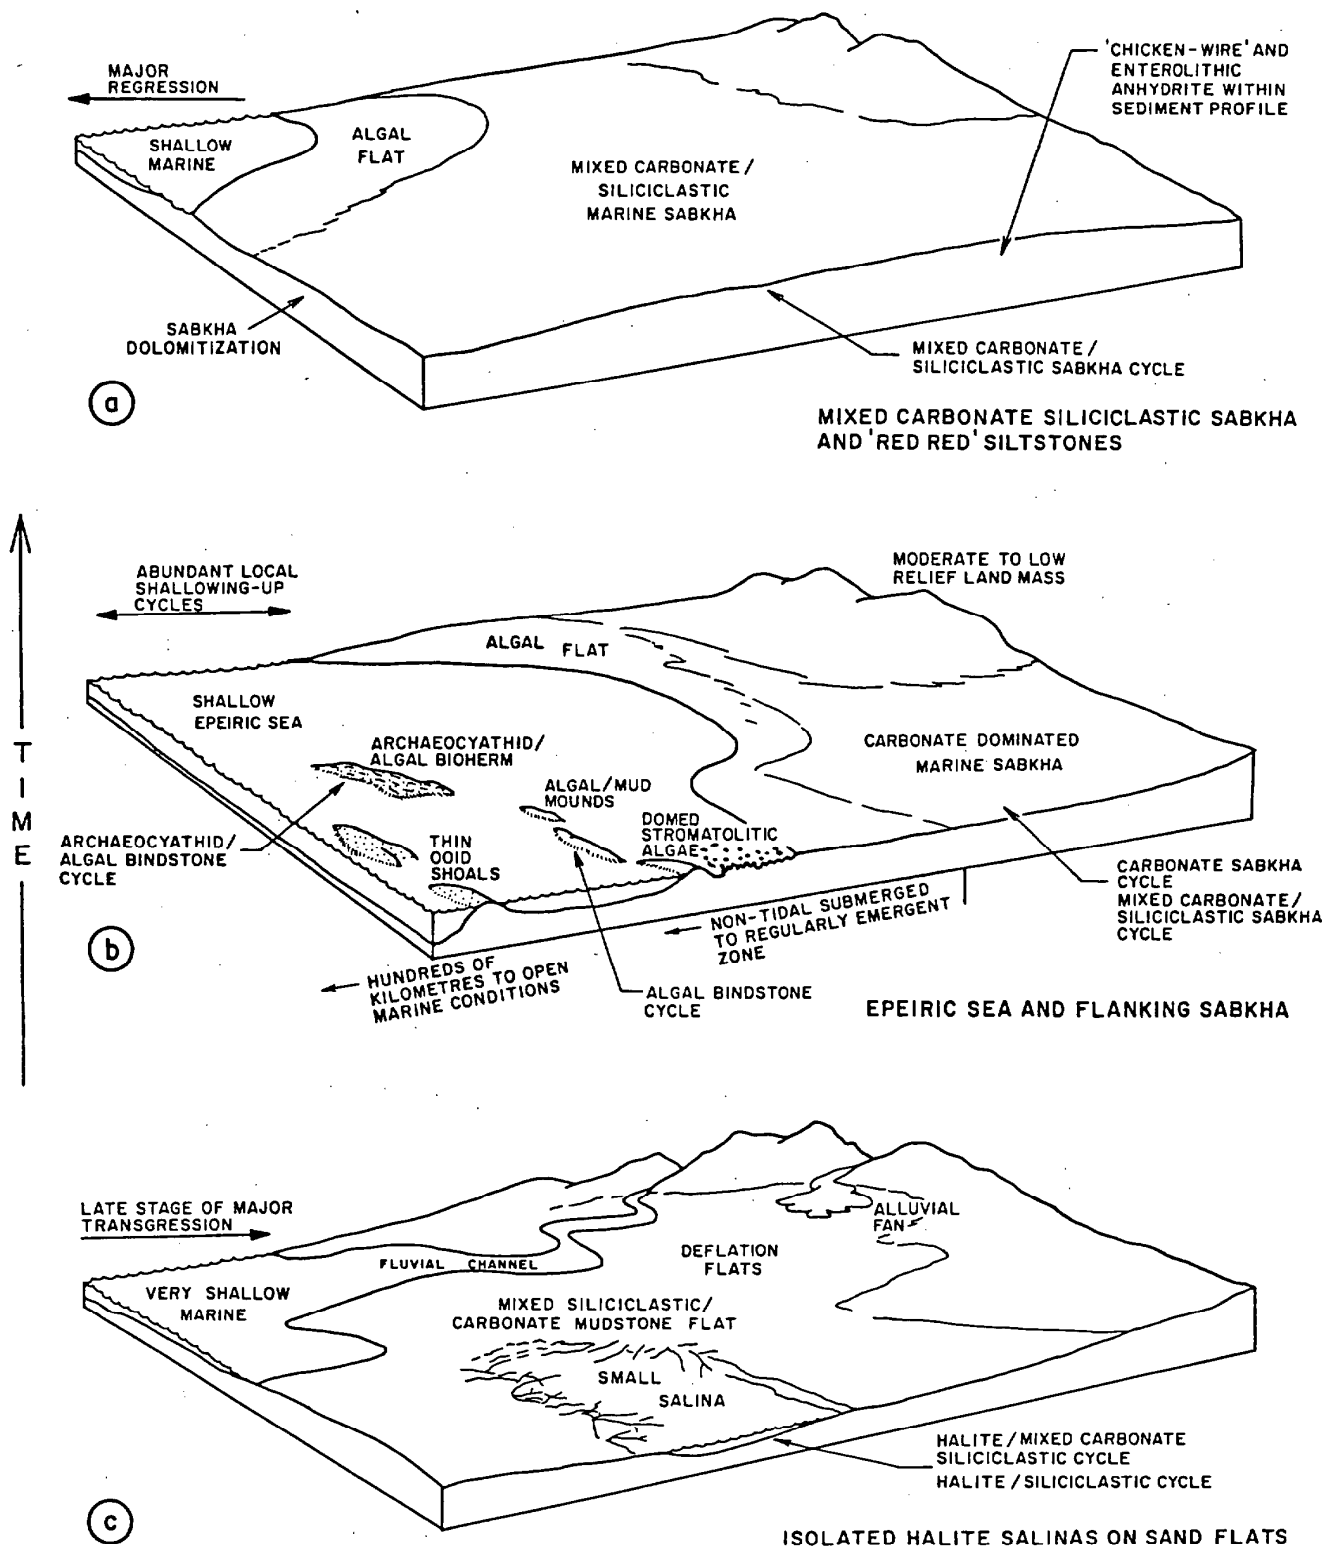 MAJOR
REGRESSION
SHALLOW
MARINE
ALGAL
FLAT
MIXED CARBONATE/
SILICICLASTIC
MARINE SABKHA
'CHICKEN-WIRE' AND
ENTEROLITHIC
ANHYDRITE WITHIN
SEDIMENT PROFILE
SABKHA
DOLOMITIZATION
MIXED CARBONATE/
SILICICLASTIC SABKHA CYCLE
a
MIXED CARBONATE SILICICLASTIC SABKHA
AND 'RED RED' SILTSTONES
TIME
ABUNDANT LOCAL
SHALLOWING-UP
CYCLES
MODERATE TO LOW
RELIEF LAND MASS
ALGAL FLAT
SHALLOW
EPEIRIC SEA
ARCHAEOCYATHID/
ALGAL BIOHERM
CARBONATE DOMINATED
MARINE SABKHA
ALGAL/MUD
MOUNDS
DOMED
STROMATOLITIC
ALGAE
THIN
OOID
SHOALS
ARCHAEOCYATHID/
ALGAL BINDSTONE
CYCLE
CARBONATE SABKHA
CYCLE
MIXED CARBONATE/
SILICICLASTIC SABKHA
CYCLE
NON-TIDAL SUBMERGED
TO REGULARLY EMERGENT
ZONE
HUNDREDS OF
KILOMETRES TO OPEN
MARINE CONDITIONS
ALGAL BINDSTONE
CYCLE
b
EPEIRIC SEA AND FLANKING SABKHA
LATE STAGE OF MAJOR
TRANSGRESSION
ALLUVIAL
FAN
FLUVIAL CHANNEL
DEFLATION
FLATS
VERY SHALLOW
MARINE
MIXED SILICICLASTIC/
CARBONATE MUDSTONE FLAT
SMALL
SALINA
HALITE/MIXED CARBONATE
SILICICLASTIC CYCLE
HALITE/SILICICLASTIC CYCLE
c
ISOLATED HALITE SALINAS ON SAND FLATS